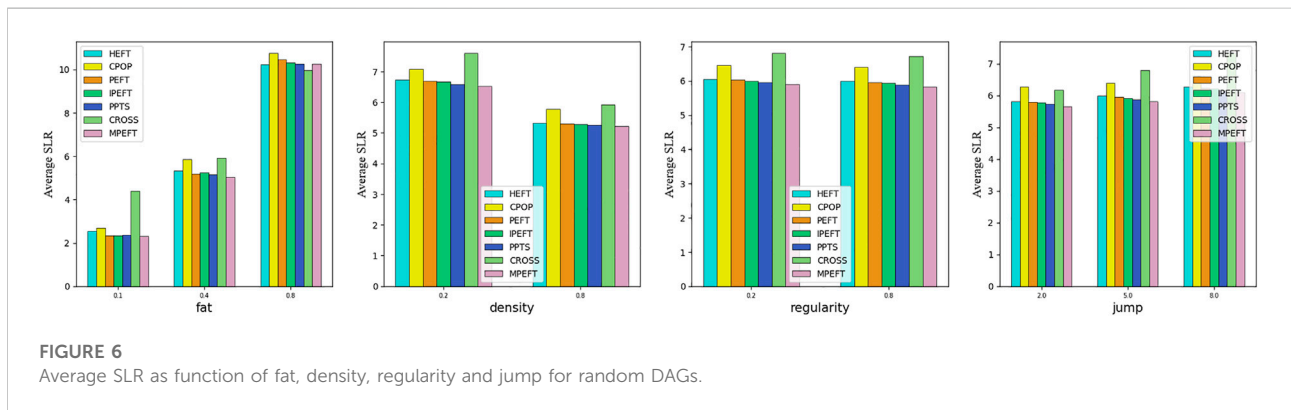 Average SLR
10
8
6
4
2
0
HEFT
CPOP
PEFT
IPEFT
PPTS
CROSS
MPEFT
0.1
0.4
0.8
fat
Average SLR
7
6
5
4
3
2
1
0
HEFT
CPOP
PEFT
IPEFT
PPTS
CROSS
MPEFT
0.2
0.8
density
Average SLR
7
6
5
4
3
2
1
0
HEFT
CPOP
PEFT
IPEFT
PPTS
CROSS
MPEFT
0.2
0.8
regularity
Average SLR
7
6
5
4
3
2
1
0
HEFT
CPOP
PEFT
IPEFT
PPTS
CROSS
MPEFT
2.0
5.0
8.0
jump
FIGURE 6
Average SLR as function of fat, density, regularity and jump for random DAGs.